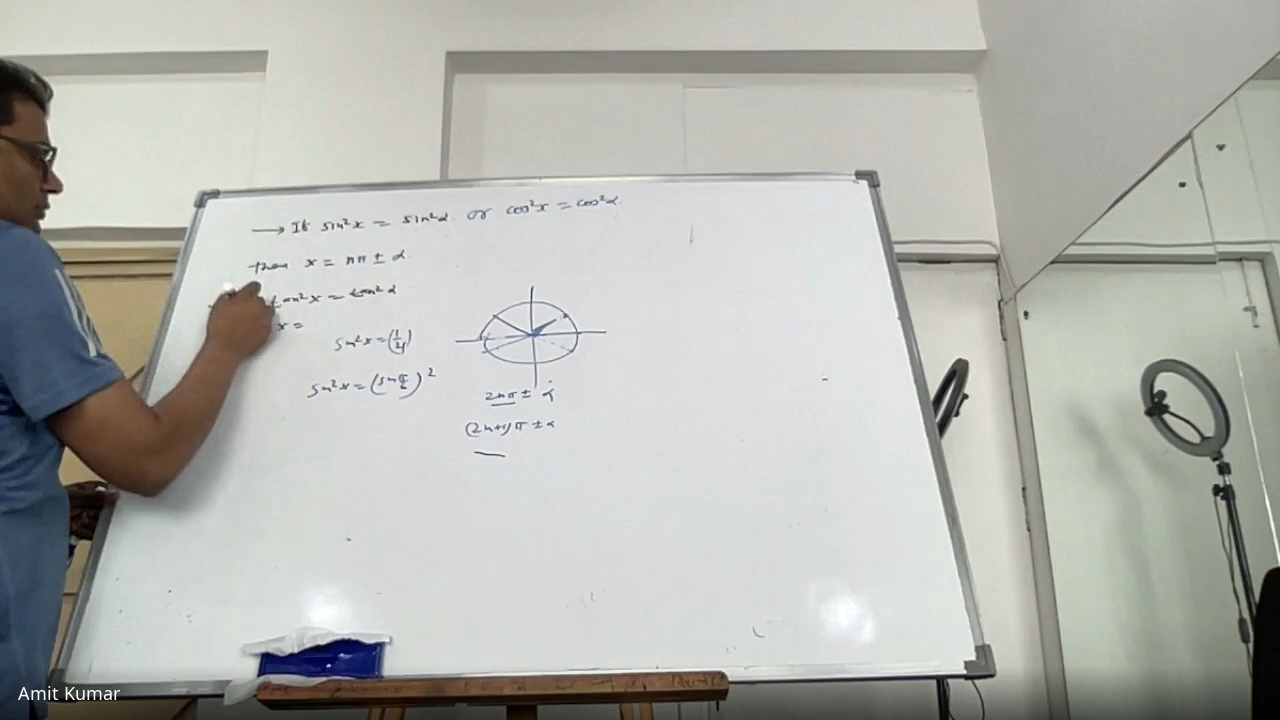 → If sin²x = sin²α or cos²x = cos²α
then x = nπ ± α
tan²x = tan²α
x =
sin²x = (1/4)
sin²x = (sin π/2)²
2nπ ± α
(2n+1)π ± α
Amit Kumar